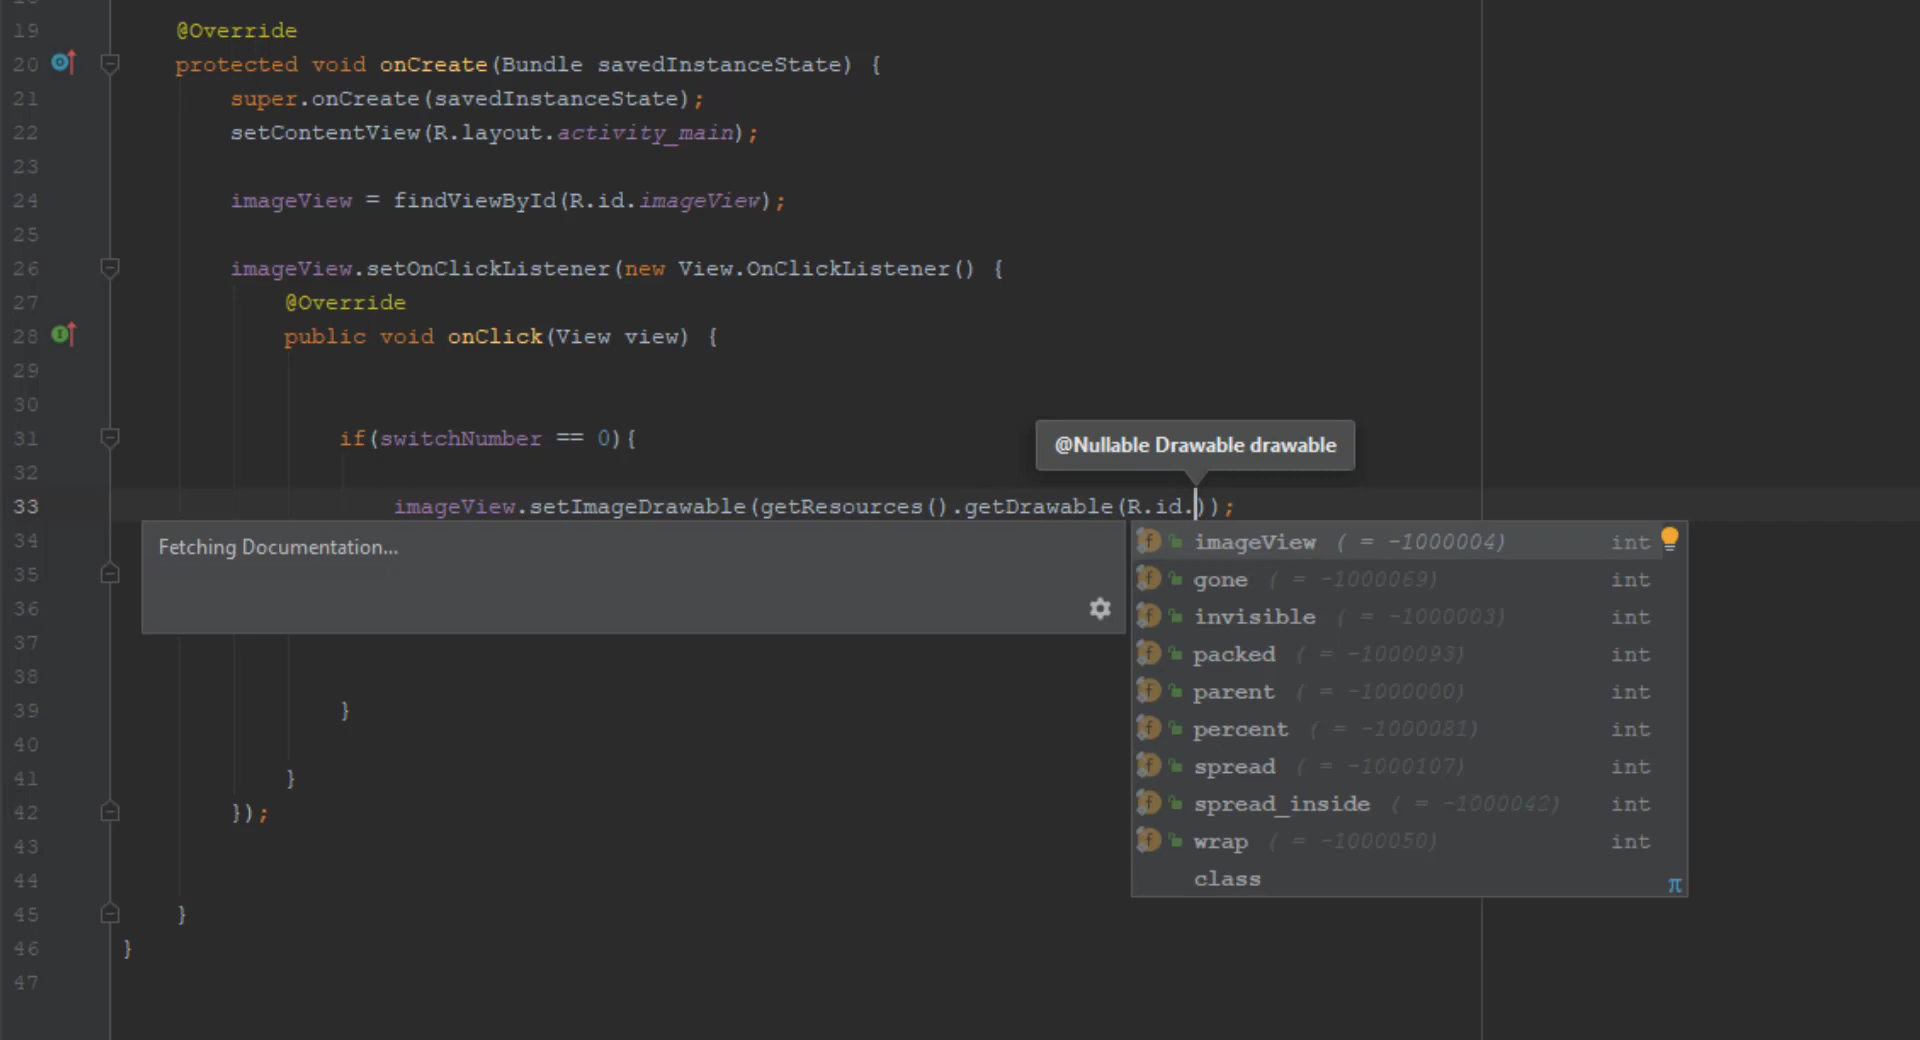 19 @Override
20 protected void onCreate(Bundle savedInstanceState) {
21 super.onCreate(savedInstanceState);
22 setContentView(R.layout.activity_main);
23
24 imageView = findViewById(R.id.imageView);
25
26 imageView.setOnClickListener(new View.OnClickListener() {
27 @Override
28 public void onClick(View view) {
29
30
31 if(switchNumber == 0){
@Nullable Drawable drawable
32
33 imageView.setImageDrawable(getResources().getDrawable(R.id.));
34
Fetching Documentation...
imageView ( = -1000004) int
gone ( = -1000069) int
invisible ( = -1000003) int
packed ( = -1000093) int
parent ( = -1000000) int
percent ( = -1000081) int
spread ( = -1000107) int
spread_inside ( = -1000042) int
wrap ( = -1000050) int
class
π
35
36
37
38
39 }
40
41 }
42 });
43
44
45 }
46 }
47